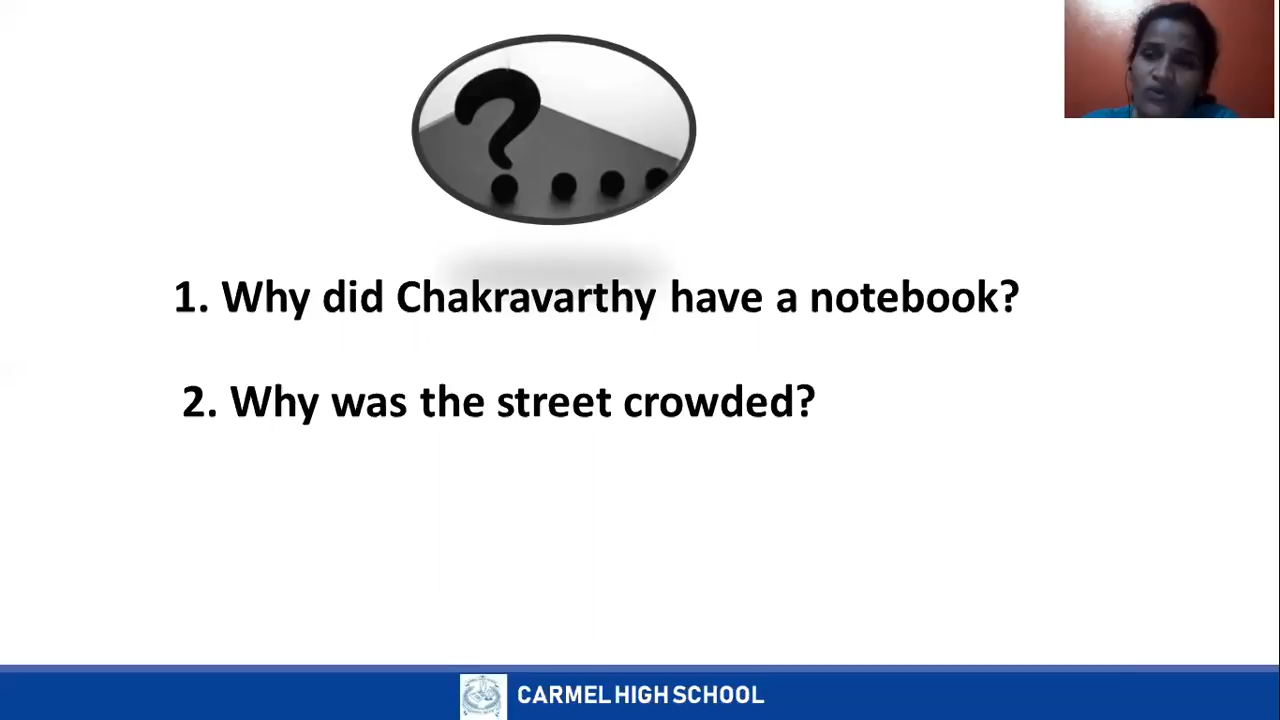 1. Why did Chakravarthy have a notebook?
2. Why was the street crowded?
CARMEL HIGH SCHOOL